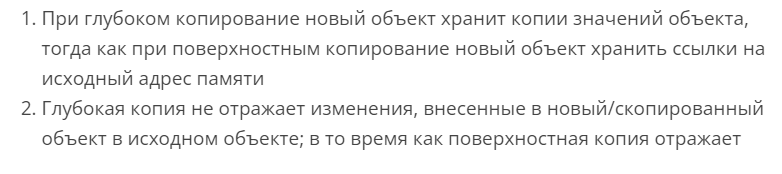 1. При глубоком копирование новый объект хранит копии значений объекта,
тогда как при поверхностным копирование новый объект хранить ссылки на
исходный адрес памяти
2. Глубокая копия не отражает изменения, внесенные в новый/скопированный
объект в исходном объекте; в то время как поверхностная копия отражает